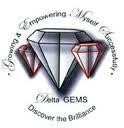 Growing & Empowering Myself Successfully
Delta GEMS
Discover the Brilliance